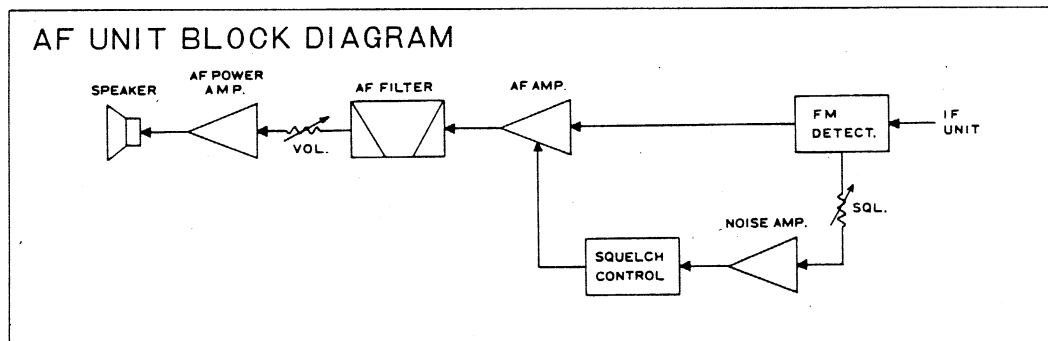 AF UNIT BLOCK DIAGRAM
SPEAKER
AF POWER
AMP.
VOL.
AF FILTER
AF AMP.
FM
DETECT.
IF
UNIT
SQL.
NOISE AMP.
SQUELCH
CONTROL